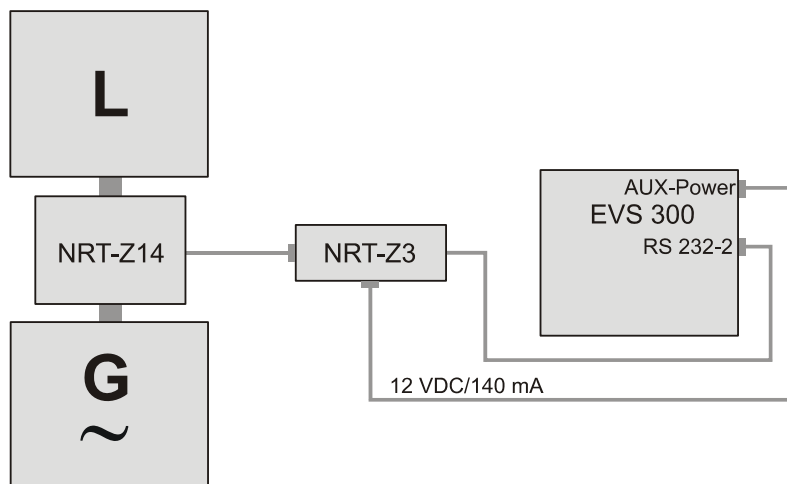 L
NRT-Z14
G
~
NRT-Z3
AUX-Power
EVS 300
RS 232-2
12 VDC/140 mA